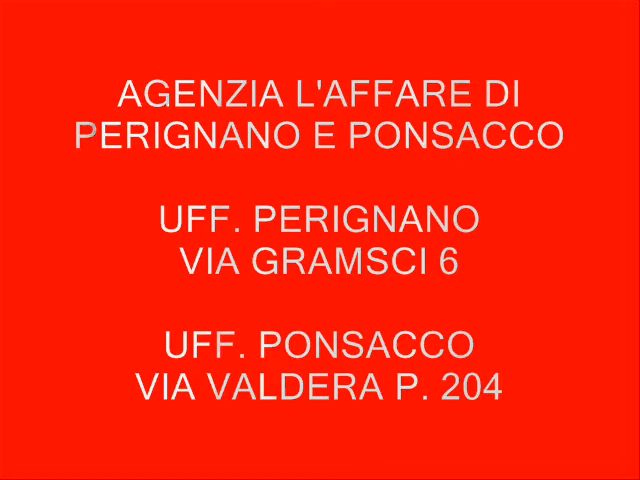 AGENZIA L'AFFARE DI
PERIGNANO E PONSACCO
UFF. PERIGNANO
VIA GRAMSCI 6
UFF. PONSACCO
VIA VALDERA P. 204